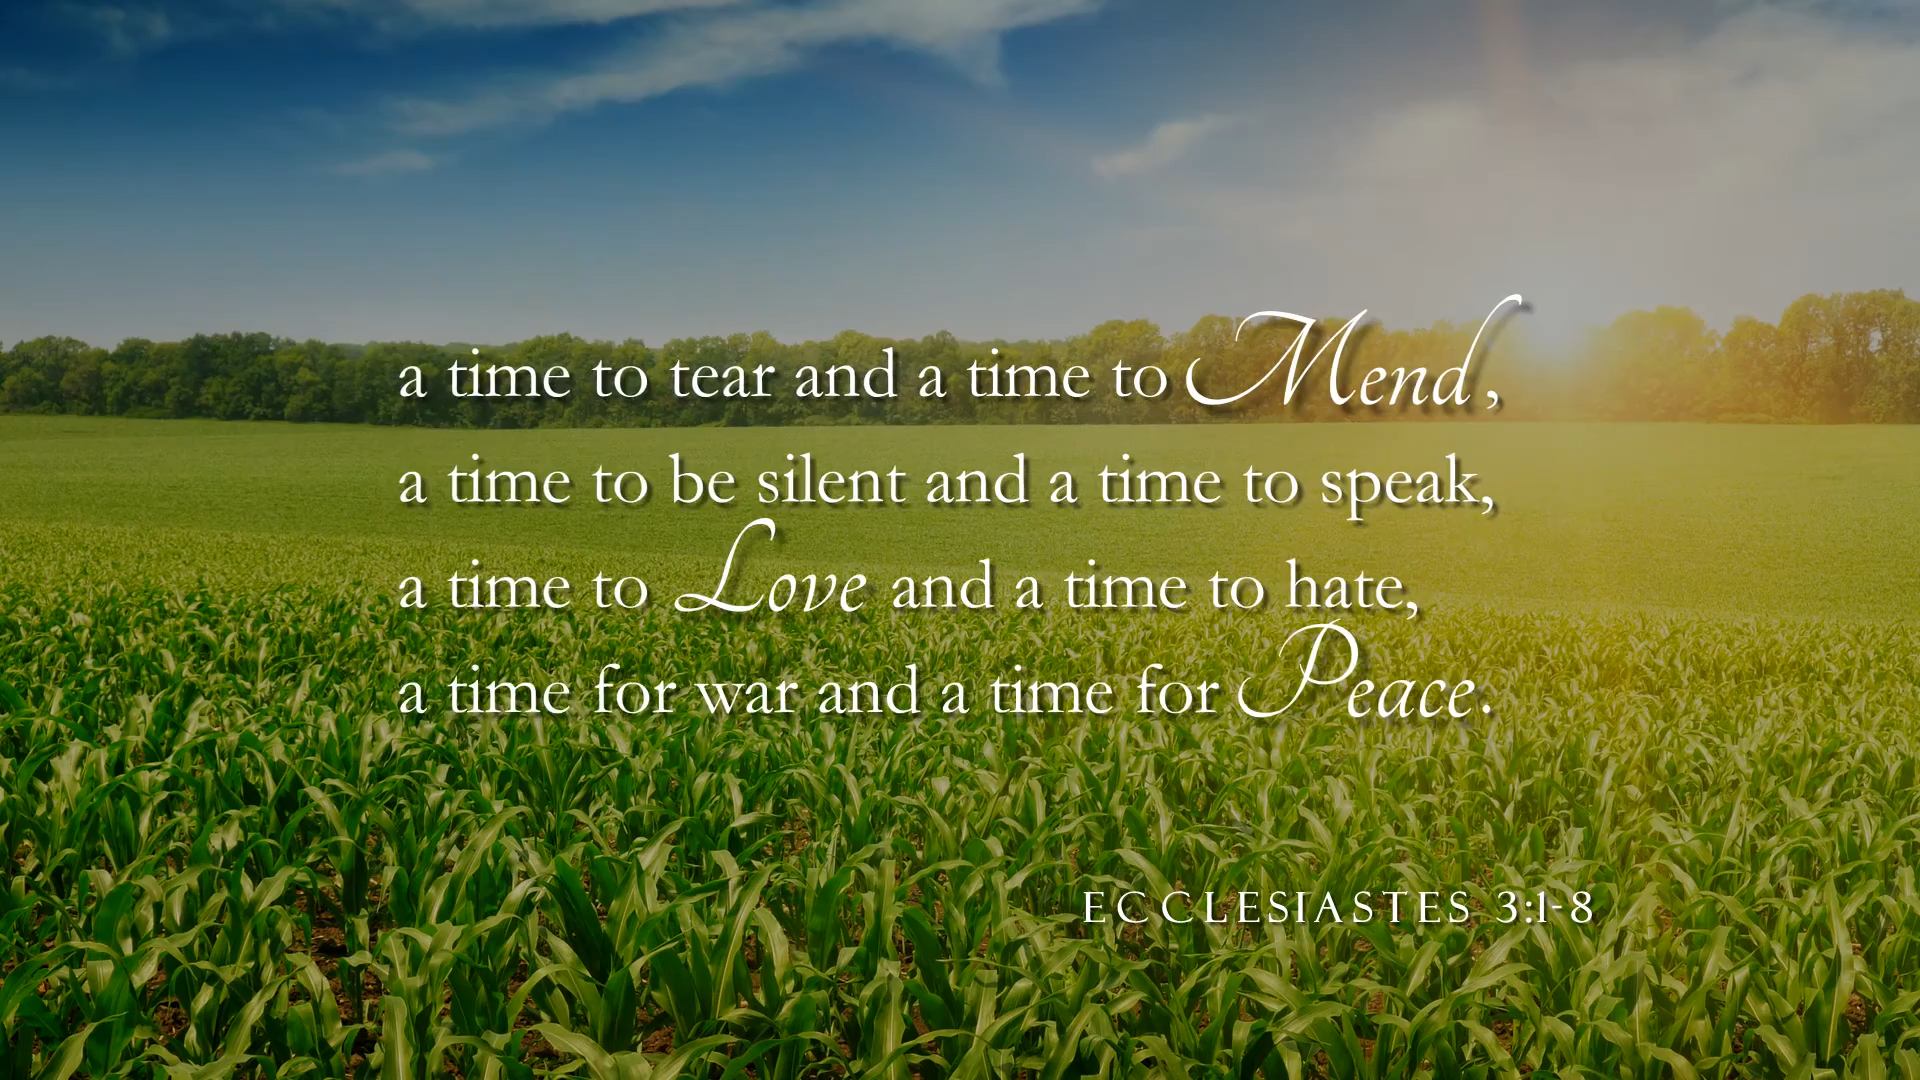 a time to tear and a time to Mend,
a time to be silent and a time to speak,
a time to Love and a time to hate,
a time for war and a time for Peace.
ECCLESIASTES 3:1-8